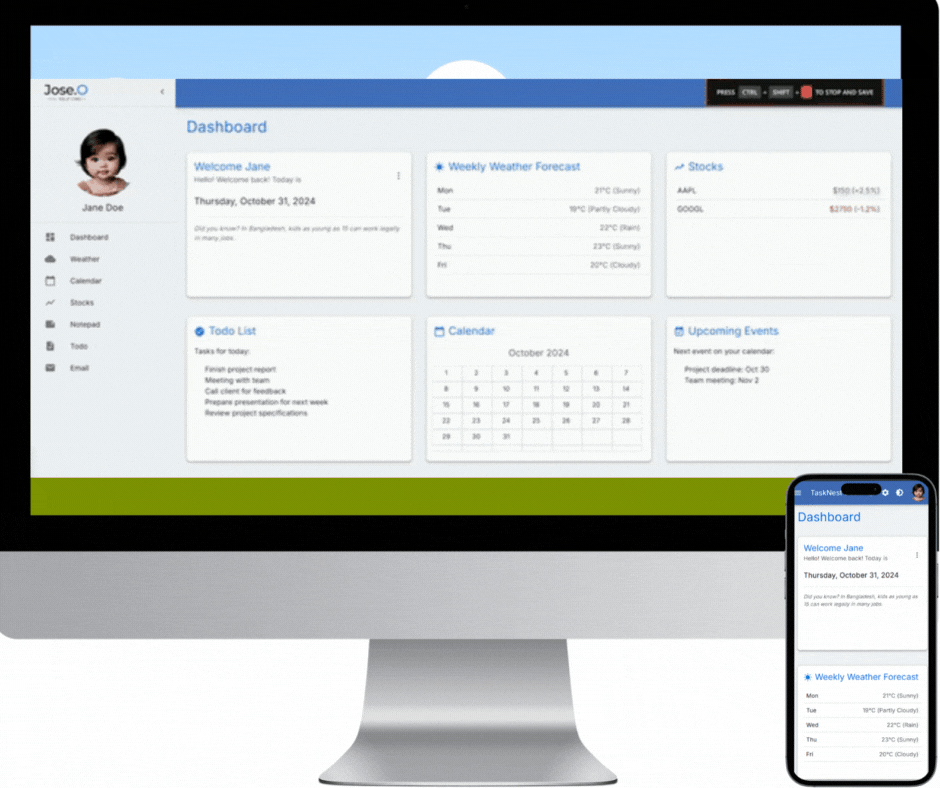 Jose.O
PRESS CTRL + SHIFT + TO STOP AND SAVE
Jane Doe
Dashboard
Weather
Calendar
Stocks
Notepad
Todo
Email
Dashboard
Welcome Jane
Hello! Welcome back! Today is
Thursday, October 31, 2024
Did you know? In Bangladesh, kids as young as 15 can work legally
in many jobs.
Weekly Weather Forecast
Mon 21°C (Sunny)
Tue 19°C (Partly Cloudy)
Wed 22°C (Rain)
Thu 23°C (Sunny)
Fri 20°C (Cloudy)
Stocks
AAPL $150 (+2.5%)
GOOGL $2750 (-1.2%)
Todo List
Tasks for today:
Finish project report
Meeting with team
Call client for feedback
Prepare presentation for next week
Review project specifications
Calendar
October 2024
1 2 3 4 5 6 7
8 9 10 11 12 13 14
15 16 17 18 19 20 21
22 23 24 25 26 27 28
29 30 31
Upcoming Events
Next event on your calendar:
Project deadline: Oct 30
Team meeting: Nov 2
TaskNest
Dashboard
Welcome Jane
Hello! Welcome back! Today is
Thursday, October 31, 2024
Did you know? In Bangladesh, kids as young as
15 can work legally in many jobs.
Weekly Weather Forecast
Mon 21°C (Sunny)
Tue 19°C (Partly Cloudy)
Wed 22°C (Rain)
Thu 23°C (Sunny)
Fri 20°C (Cloudy)